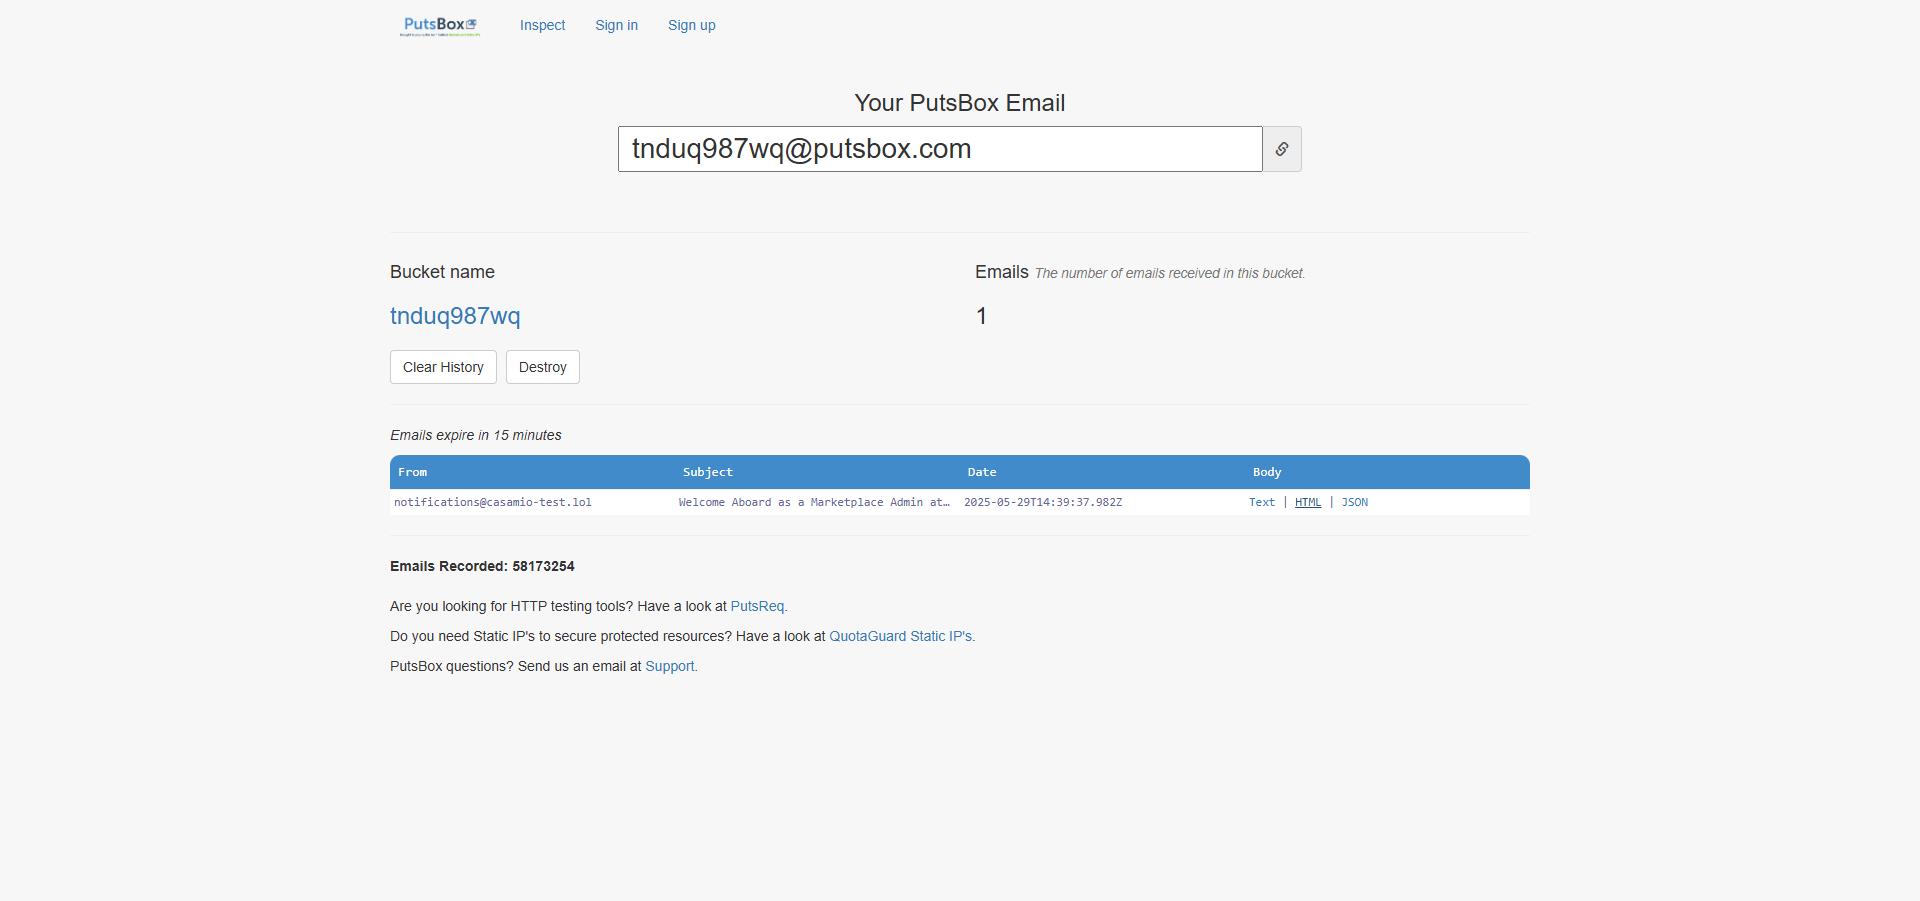 PutsBox
Inspect
Sign in
Sign up
Your PutsBox Email
tnduq987wq@putsbox.com
Bucket name
Emails The number of emails received in this bucket.
tnduq987wq
1
Clear History
Destroy
Emails expire in 15 minutes
From Subject Date Body
notifications@casamio-test.lol Welcome Aboard as a Marketplace Admin at… 2025-05-29T14:39:37.982Z Text | HTML | JSON
Emails Recorded: 58173254
Are you looking for HTTP testing tools? Have a look at PutsReq.
Do you need Static IP's to secure protected resources? Have a look at QuotaGuard Static IP's.
PutsBox questions? Send us an email at Support.